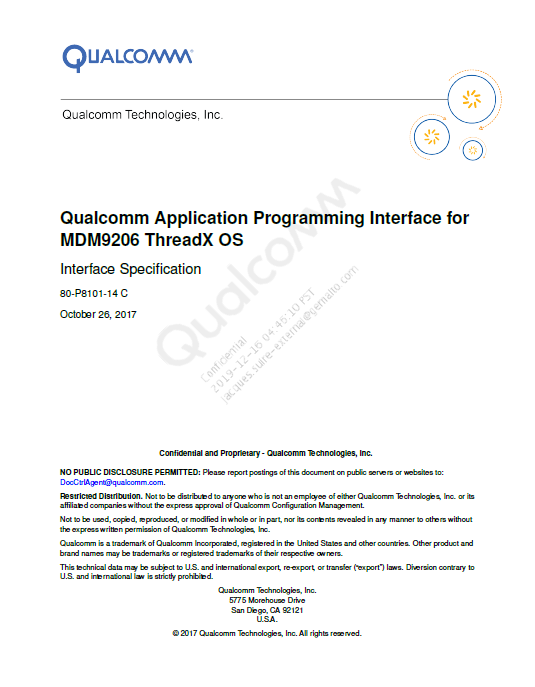 QUALCOMM®
Qualcomm Technologies, Inc.
Qualcomm Application Programming Interface for
MDM9206 ThreadX OS
Interface Specification
80-P8101-14 C
October 26, 2017
Qualcomm
Confidential
2019-12-16 04:46:10 PST
jacques.suire-external@gemalto.com
Confidential and Proprietary - Qualcomm Technologies, Inc.
NO PUBLIC DISCLOSURE PERMITTED: Please report postings of this document on public servers or websites to:
DocCtrlAgent@qualcomm.com.
Restricted Distribution. Not to be distributed to anyone who is not an employee of either Qualcomm Technologies, Inc. or its
affiliated companies without the express approval of Qualcomm Configuration Management.
Not to be used, copied, reproduced, or modified in whole or in part, nor its contents revealed in any manner to others without
the express written permission of Qualcomm Technologies, Inc.
Qualcomm is a trademark of Qualcomm Incorporated, registered in the United States and other countries. Other product and
brand names may be trademarks or registered trademarks of their respective owners.
This technical data may be subject to U.S. and international export, re-export, or transfer (“export”) laws. Diversion contrary to
U.S. and international law is strictly prohibited.
Qualcomm Technologies, Inc.
5775 Morehouse Drive
San Diego, CA 92121
U.S.A.
© 2017 Qualcomm Technologies, Inc. All rights reserved.